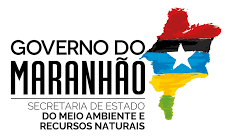 GOVERNO DO
MARANHÃO
SECRETARIA DE ESTADO
DO MEIO AMBIENTE E
RECURSOS NATURAIS